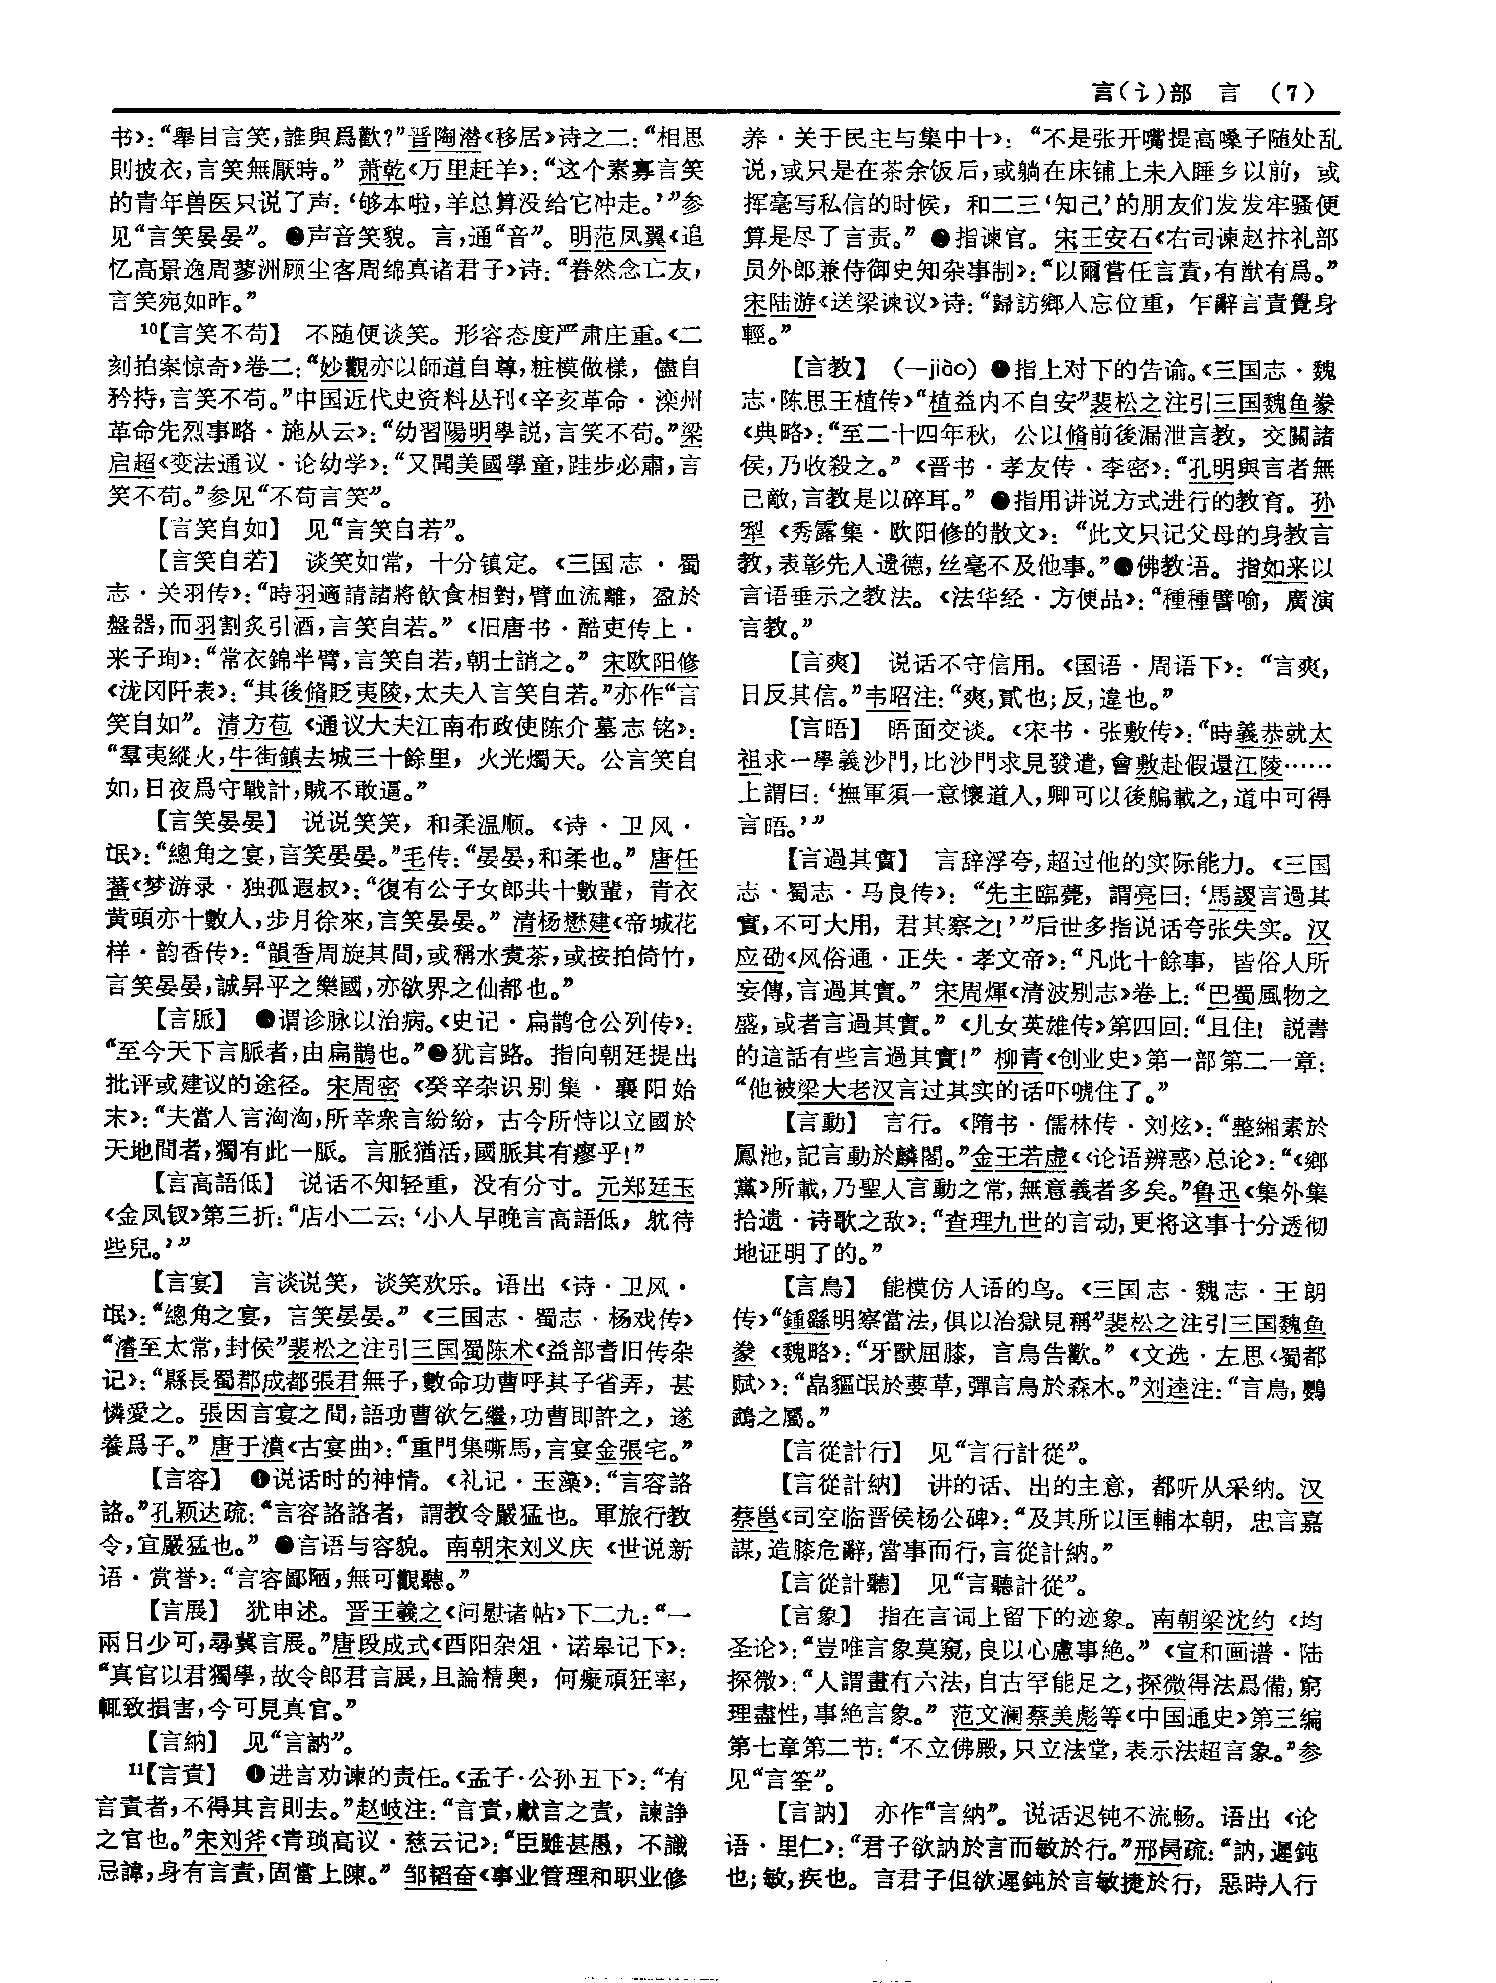 言(讠)部　言　(7)
书》：“舉目言笑，誰與爲歡？”晋陶潜《移居》诗之二：“相思
則披衣，言笑無厭時。”萧乾《万里赶羊》：“这个素寡言笑
的青年兽医只说了声：‘够本啦，羊总算没给它冲走。’”参
见“言笑晏晏”。❷声音笑貌。言，通“音”。明范凤翼《追
忆高景逸周蓼洲顾尘客周绵真诸君子》诗：“眷然念亡友，
言笑宛如昨。”
10【言笑不苟】　不随便谈笑。形容态度严肃庄重。《二
刻拍案惊奇》卷二：“妙觀亦以師道自尊，粧模做樣，儘自
矜持，言笑不苟。”中国近代史资料丛刊《辛亥革命·滦州
革命先烈事略·施从云》：“幼習陽明學説，言笑不苟。”梁
启超《变法通议·论幼学》：“又聞美國學童，跬步必肅，言
笑不苟。”参见“不苟言笑”。
【言笑自如】　见“言笑自若”。
【言笑自若】　谈笑如常，十分镇定。《三国志·蜀
志·关羽传》：“時羽適請諸將飲食相對，臂血流離，盈於
盤器，而羽割炙引酒，言笑自若。”《旧唐书·酷吏传上·
来子珣》：“常衣錦半臂，言笑自若，朝士誚之。”宋欧阳修
《泷冈阡表》：“其後脩貶夷陵，太夫人言笑自若。”亦作“言
笑自如”。清方苞《通议大夫江南布政使陈介墓志铭》：
“羣夷縱火，牛街鎮去城三十餘里，火光燭天。公言笑自
如，日夜爲守戰計，賊不敢逼。”
【言笑晏晏】　说说笑笑，和柔温顺。《诗·卫风·
氓》：“總角之宴，言笑晏晏。”毛传：“晏晏，和柔也。”唐任
蕃《梦游录·独孤遐叔》：“復有公子女郎共十數輩，青衣
黄頭亦十數人，步月徐來，言笑晏晏。”清杨懋建《帝城花
样·韵香传》：“韻香周旋其間，或稱水煑茶，或按拍倚竹，
言笑晏晏，誠昇平之樂國，亦欲界之仙都也。”
【言脈】　❶谓诊脉以治病。《史记·扁鹊仓公列传》：
“至今天下言脈者，由扁鵲也。”❷犹言路。指向朝廷提出
批评或建议的途径。宋周密《癸辛杂识别集·襄阳始
末》：“夫當人言洶洶，所幸衆言紛紛，古今所恃以立國於
天地間者，獨有此一脈。言脈猶活，國脈其有瘳乎！”
【言高語低】　说话不知轻重，没有分寸。元郑廷玉
《金凤钗》第三折：“店小二云：‘小人早晚言高語低，躭待
些兒。’”
【言宴】　言谈说笑，谈笑欢乐。语出《诗·卫风·
氓》：“總角之宴，言笑晏晏。”《三国志·蜀志·杨戏传》
“濬至太常，封侯”裴松之注引三国蜀陈术《益部耆旧传杂
记》：“縣長蜀郡成都張君無子，數命功曹呼其子省弄，甚
憐愛之。張因言宴之間，語功曹欲乞繼，功曹即許之，遂
養爲子。”唐于濆《古宴曲》：“重門集嘶馬，言宴金張宅。”
【言容】　❶说话时的神情。《礼记·玉藻》：“言容詻
詻。”孔颖达疏：“言容詻詻者，謂教令嚴猛也。軍旅行教
令，宜嚴猛也。”❷言语与容貌。南朝宋刘义庆《世说新
语·赏誉》：“言容鄙陋，無可觀聽。”
【言展】　犹申述。晋王羲之《问慰诸帖》下二九：“一
兩日少可，尋冀言展。”唐段成式《酉阳杂俎·诺皋记下》：
“真官以君獨學，故令郎君言展，且論精奥，何癡頑狂率，
輒致損害，今可見真官。”
【言納】　见“言訥”。
11【言責】　❶进言劝谏的责任。《孟子·公孙丑下》：“有
言責者，不得其言則去。”赵岐注：“言責，獻言之責，諫諍
之官也。”宋刘斧《青琐高议·慈云记》：“臣雖甚愚，不識
忌諱，身有言責，固當上陳。”邹韬奋《事业管理和职业修
养·关于民主与集中十》：“不是张开嘴提高嗓子随处乱
说，或只是在茶余饭后，或躺在床铺上未入睡乡以前，或
挥毫写私信的时候，和二三‘知己’的朋友们发发牢骚便
算是尽了言责。”❷指谏官。宋王安石《右司谏赵抃礼部
员外郎兼侍御史知杂事制》：“以爾嘗任言責，有猷有爲。”
宋陆游《送梁谏议》诗：“歸訪鄉人忘位重，乍辭言責覺身
輕。”
【言教】　(—jiào)　❶指上对下的告谕。《三国志·魏
志·陈思王植传》“植益内不自安”裴松之注引三国魏鱼豢
《典略》：“至二十四年秋，公以脩前後漏泄言教，交關諸
侯，乃收殺之。”《晋书·孝友传·李密》：“孔明與言者無
己敵，言教是以碎耳。”❷指用讲说方式进行的教育。孙
犁《秀露集·欧阳修的散文》：“此文只记父母的身教言
教，表彰先人遗德，丝毫不及他事。”❸佛教语。指如来以
言语垂示之教法。《法华经·方便品》：“種種譬喻，廣演
言教。”
【言爽】　说话不守信用。《国语·周语下》：“言爽，
日反其信。”韦昭注：“爽，貳也；反，違也。”
【言晤】　晤面交谈。《宋书·张敷传》：“時義恭就太
祖求一學義沙門，比沙門求見發遣，會敷赴假還江陵……
上謂曰：‘撫軍須一意懷道人，卿可以後艑載之，道中可得
言晤。’”
【言過其實】　言辞浮夸，超过他的实际能力。《三国
志·蜀志·马良传》：“先主臨薨，謂亮曰：‘馬謖言過其
實，不可大用，君其察之！’”后世多指说话夸张失实。汉
应劭《风俗通·正失·孝文帝》：“凡此十餘事，皆俗人所
妄傳，言過其實。”宋周煇《清波别志》卷上：“巴蜀風物之
盛，或者言過其實。”《儿女英雄传》第四回：“且住！説書
的這話有些言過其實！”柳青《创业史》第一部第二一章：
“他被梁大老汉言过其实的话吓唬住了。”
【言動】　言行。《隋书·儒林传·刘炫》：“整緗素於
鳳池，記言動於麟閣。”金王若虚《〈论语辨惑〉总论》：“《鄉
黨》所載，乃聖人言動之常，無意義者多矣。”鲁迅《集外集
拾遗·诗歌之敌》：“查理九世的言动，更将这事十分透彻
地证明了的。”
【言鳥】　能模仿人语的鸟。《三国志·魏志·王朗
传》“鍾繇明察當法，俱以治獄見稱”裴松之注引三国魏鱼
豢《魏略》：“牙獸屈膝，言鳥告歡。”《文选·左思〈蜀都
赋〉》：“皛貙氓於葽草，彈言鳥於森木。”刘逵注：“言鳥，鸚
鵡之屬。”
【言從計行】　见“言行計從”。
【言從計納】　讲的话、出的主意，都听从采纳。汉
蔡邕《司空临晋侯杨公碑》：“及其所以匡輔本朝，忠言嘉
謀，造膝危辭，當事而行，言從計納。”
【言從計聽】　见“言聽計從”。
【言象】　指在言词上留下的迹象。南朝梁沈约《均
圣论》：“豈唯言象莫窺，良以心慮事絶。”《宣和画谱·陆
探微》：“人謂畫有六法，自古罕能足之，探微得法爲備，窮
理盡性，事絶言象。”范文澜蔡美彪等《中国通史》第三编
第七章第二节：“不立佛殿，只立法堂，表示法超言象。”参
见“言筌”。
【言訥】　亦作“言納”。说话迟钝不流畅。语出《论
语·里仁》：“君子欲訥於言而敏於行。”邢昺疏：“訥，遲鈍
也；敏，疾也。言君子但欲遲鈍於言敏捷於行，惡時人行